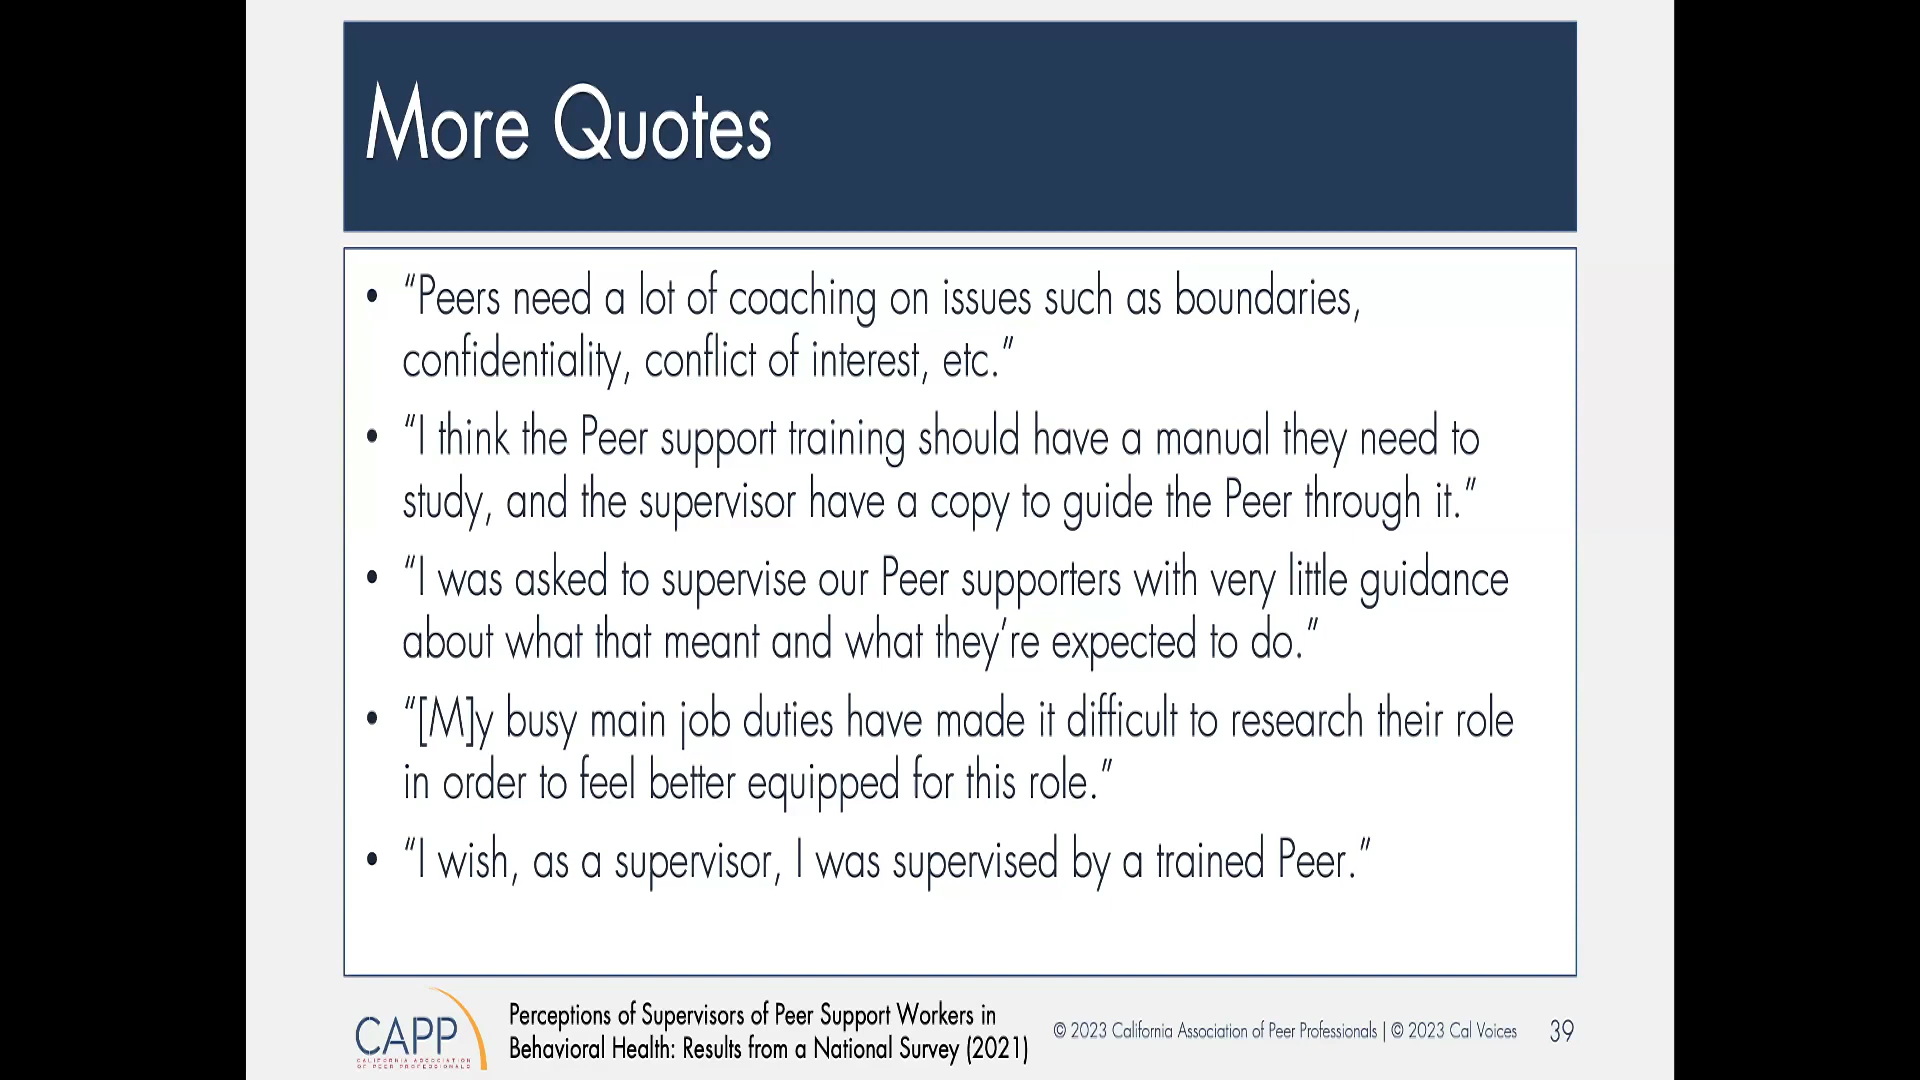 More Quotes
• “Peers need a lot of coaching on issues such as boundaries,
confidentiality, conflict of interest, etc.”
• “I think the Peer support training should have a manual they need to
study, and the supervisor have a copy to guide the Peer through it.”
• “I was asked to supervise our Peer supporters with very little guidance
about what that meant and what they’re expected to do.”
• “[M]y busy main job duties have made it difficult to research their role
in order to feel better equipped for this role.”
• “I wish, as a supervisor, I was supervised by a trained Peer.”
CAPP
CALIFORNIA ASSOCIATION
OF PEER PROFESSIONALS
Perceptions of Supervisors of Peer Support Workers in
Behavioral Health: Results from a National Survey (2021)
© 2023 California Association of Peer Professionals | © 2023 Cal Voices
39